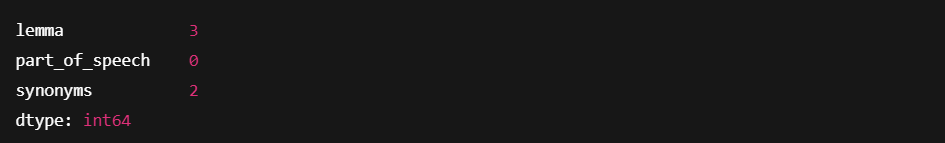 lemma 3
part_of_speech 0
synonyms 2
dtype: int64